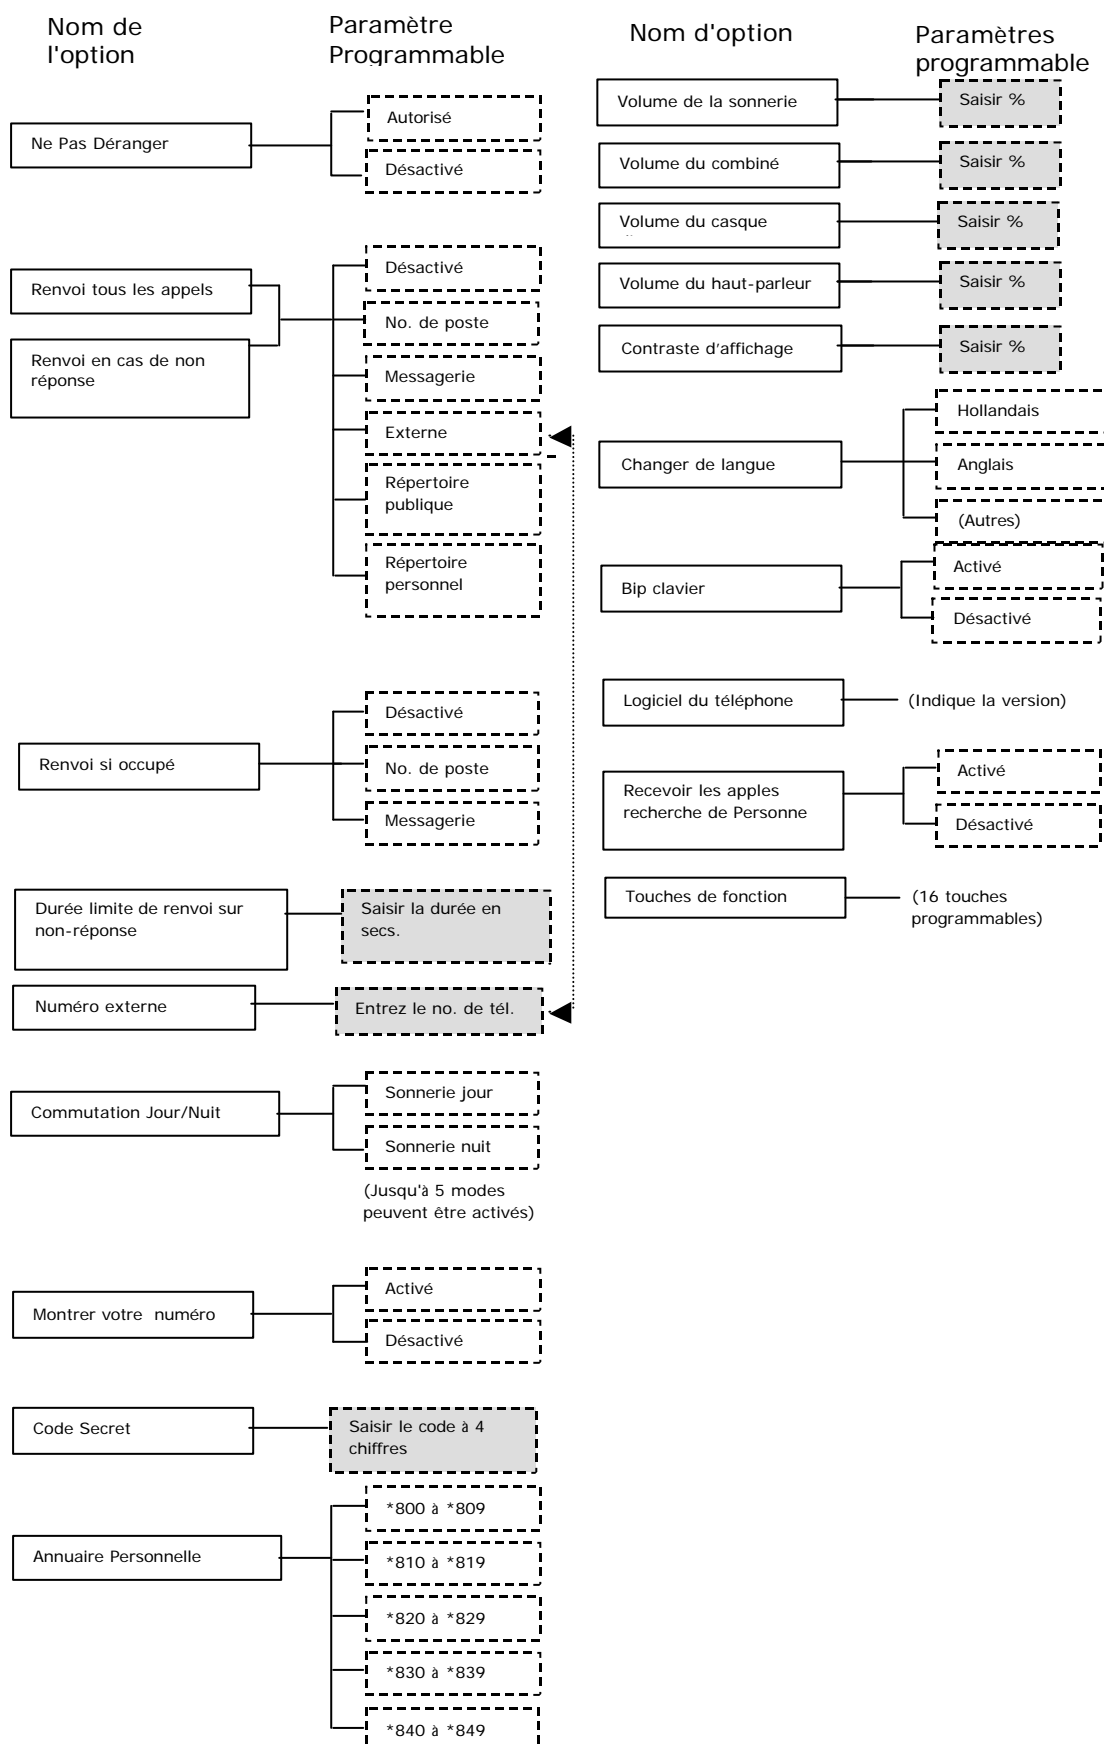 Nom de
l'option
Paramètre
Programmable
Ne Pas Déranger
Autorisé
Désactivé
Renvoi tous les appels
Renvoi en cas de non
réponse
Désactivé
No. de poste
Messagerie
Externe
Répertoire
publique
Répertoire
personnel
Renvoi si occupé
Désactivé
No. de poste
Messagerie
Durée limite de renvoi sur
non-réponse
Saisir la durée en
secs.
Numéro externe
Entrez le no. de tél.
Commutation Jour/Nuit
Sonnerie jour
Sonnerie nuit
(Jusqu'à 5 modes
peuvent être activés)
Montrer votre numéro
Activé
Désactivé
Code Secret
Saisir le code à 4
chiffres
Annuaire Personnelle
*800 à *809
*810 à *819
*820 à *829
*830 à *839
*840 à *849
Nom d'option
Paramètres
programmable
Volume de la sonnerie
Saisir %
Volume du combiné
Saisir %
Volume du casque
Saisir %
Volume du haut-parleur
Saisir %
Contraste d'affichage
Saisir %
Changer de langue
Hollandais
Anglais
(Autres)
Bip clavier
Activé
Désactivé
Logiciel du téléphone
(Indique la version)
Recevoir les apples
recherche de Personne
Activé
Désactivé
Touches de fonction
(16 touches
programmables)